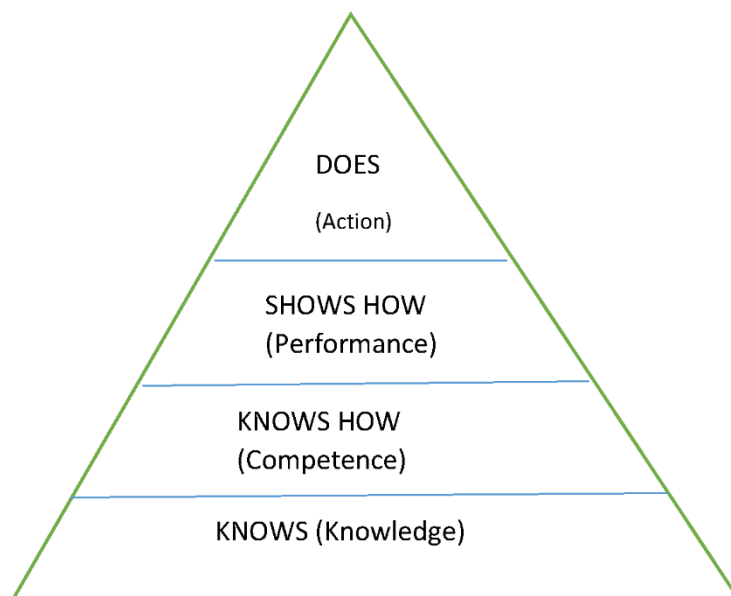 DOES
(Action)
SHOWS HOW
(Performance)
KNOWS HOW
(Competence)
KNOWS (Knowledge)